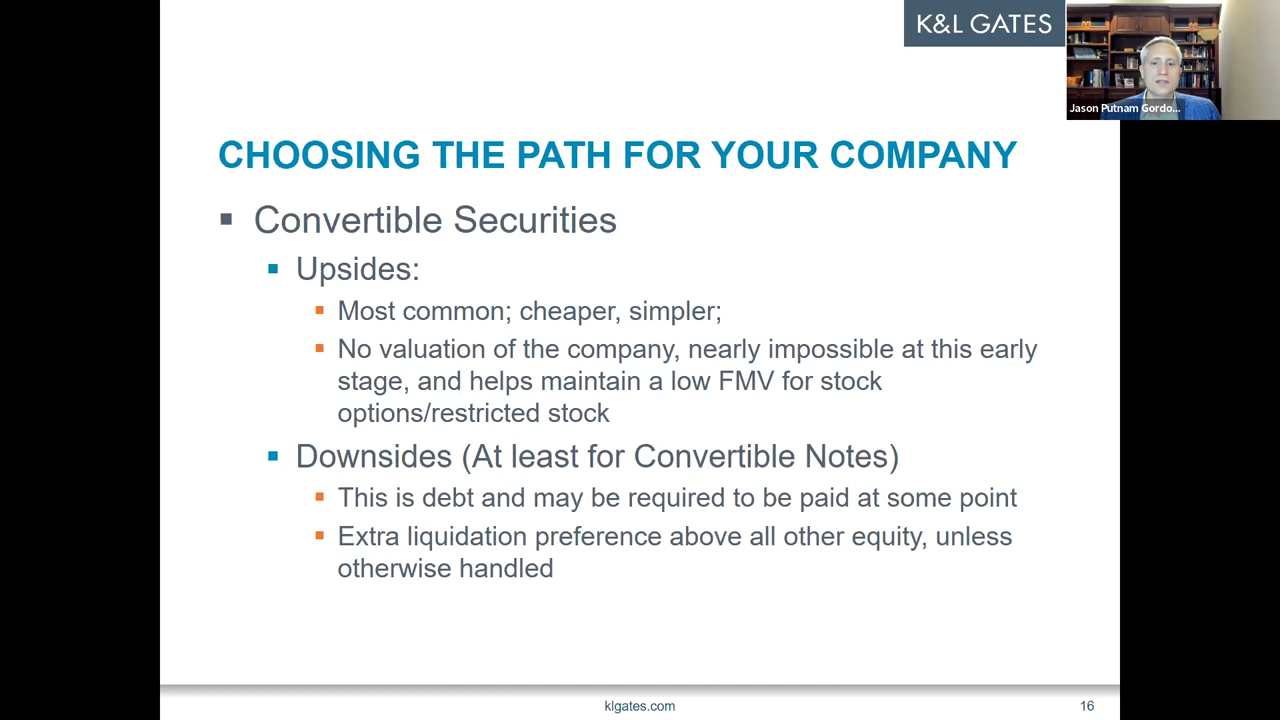 K&L GATES
Jason Putnam Gordo...
CHOOSING THE PATH FOR YOUR COMPANY
Convertible Securities
Upsides:
Most common; cheaper, simpler;
No valuation of the company, nearly impossible at this early
stage, and helps maintain a low FMV for stock
options/restricted stock
Downsides (At least for Convertible Notes)
This is debt and may be required to be paid at some point
Extra liquidation preference above all other equity, unless
otherwise handled
klgates.com
16